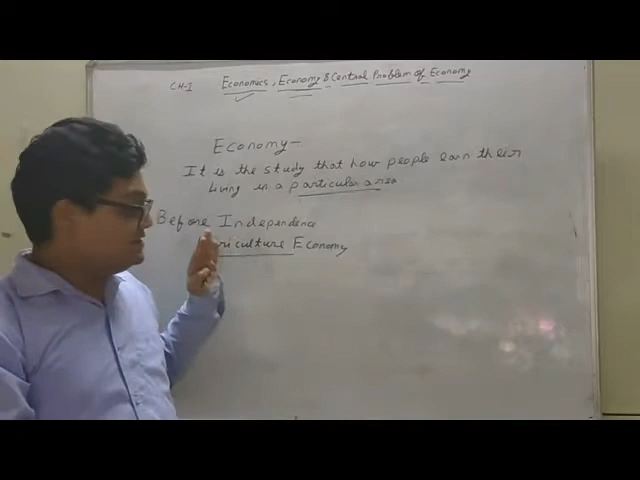 CH-I Economics, Economy & Central Problem of Economy
Economy-
It is the study that how people earn their
living in a particular area
Before Independence
Agriculture Economy